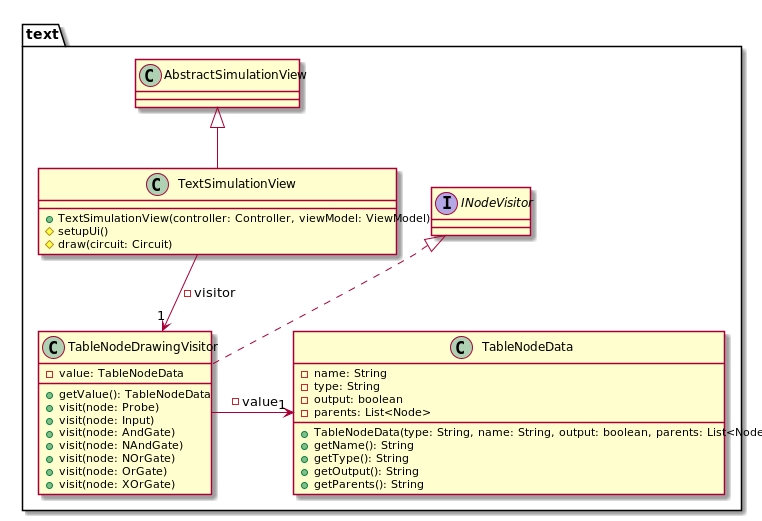 text
C AbstractSimulationView
C TextSimulationView
TextSimulationView(controller: Controller, viewModel: ViewModel)
setupUi()
draw(circuit: Circuit)
I INodeVisitor
visitor
1
C TableNodeDrawingVisitor
value: TableNodeData
getValue(): TableNodeData
visit(node: Probe)
visit(node: Input)
visit(node: AndGate)
visit(node: NAndGate)
visit(node: NOrGate)
visit(node: OrGate)
visit(node: XOrGate)
value
1
C TableNodeData
name: String
type: String
output: boolean
parents: List<Node>
TableNodeData(type: String, name: String, output: boolean, parents: List<Node
getName(): String
getType(): String
getOutput(): String
getParents(): String